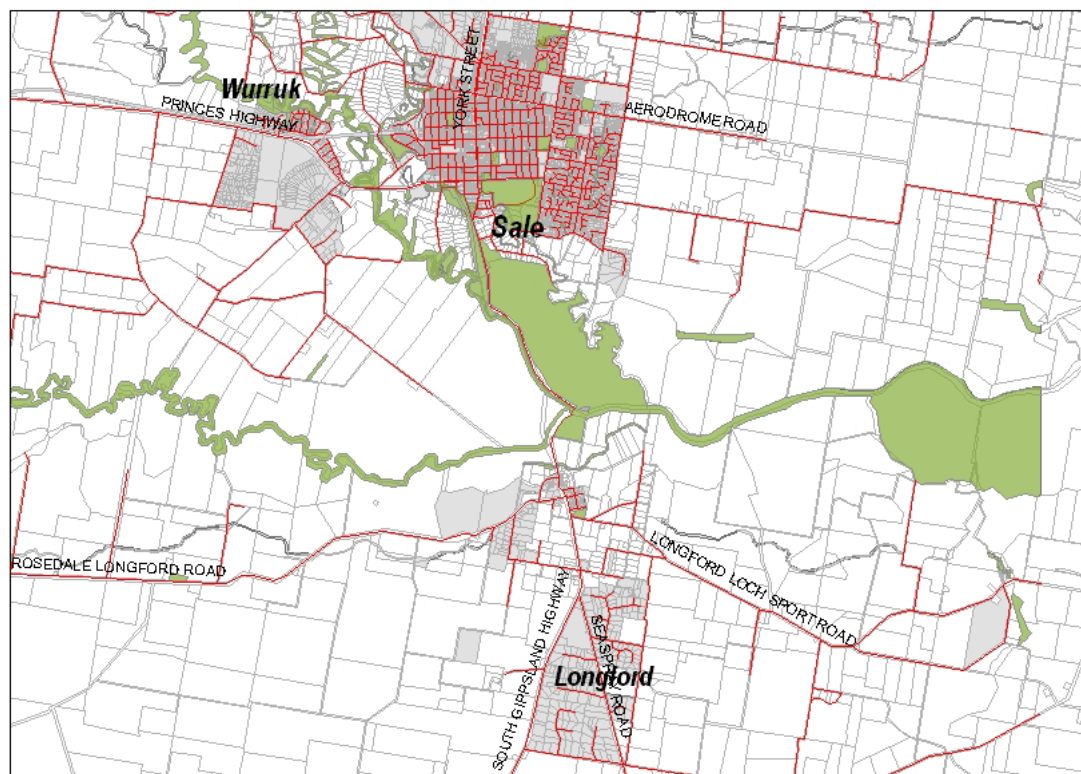 YORK STREET
Wurruk
PRINCES HIGHWAY
AERODROME ROAD
Sale
ROSEDALE LONGFORD ROAD
LONGFORD LOCH SPORT ROAD
SOUTH GIPPSLAND HIGHWAY
SEASPRAY ROAD
Longford